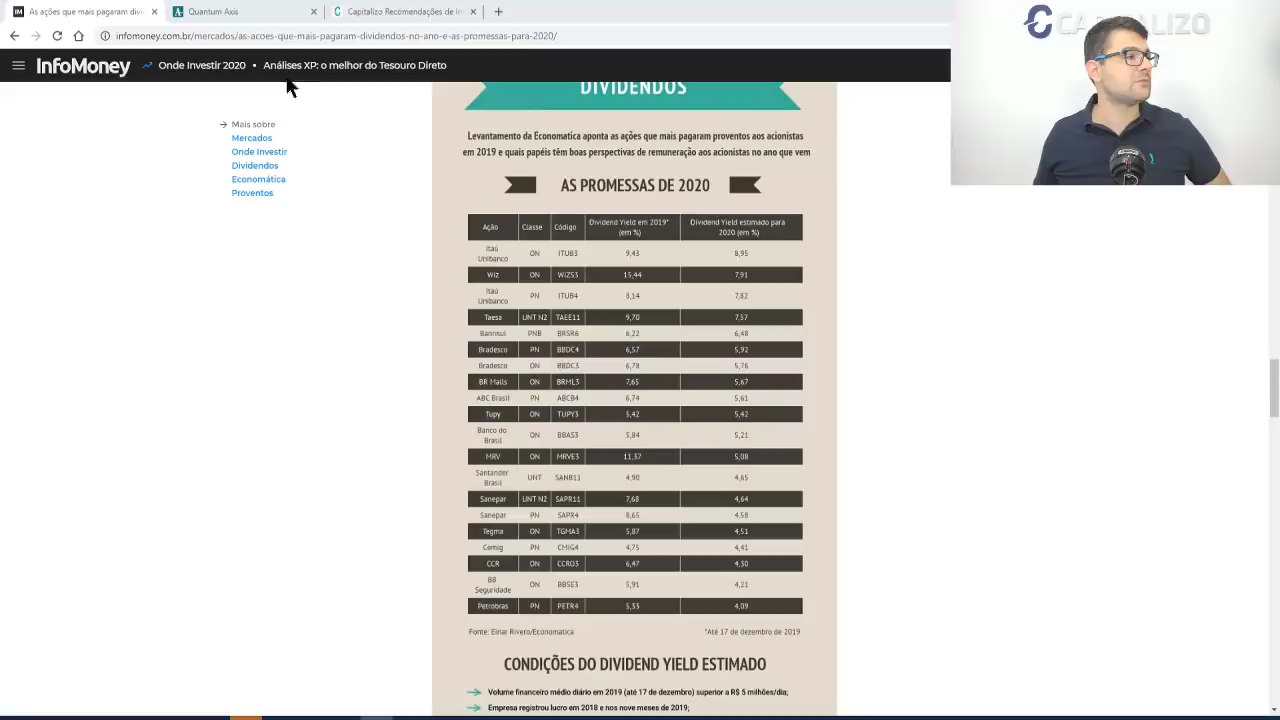 As ações que mais pagaram divid
Quantum Axis
Capitalizo Recomendações de In
infomoney.com.br/mercados/as-acoes-que-mais-pagaram-dividendos-no-ano-e-as-promessas-para-2020/
InfoMoney Onde Investir 2020 • Análises XP: o melhor do Tesouro Direto
CAPITALIZO
Mais sobre
Mercados
Onde Investir
Dividendos
Economática
Proventos
DIVIDENDOS
Levantamento da Economatica aponta as ações que mais pagaram proventos aos acionistas
em 2019 e quais papéis têm boas perspectivas de remuneração aos acionistas no ano que vem
AS PROMESSAS DE 2020
Ação Classe Código Dividend Yield em 2019* (em %) Dividend Yield estimado para 2020 (em %)
Itaú Unibanco ON ITUB3 9,43 8,95
Wiz ON WIZS3 15,44 7,91
Itaú Unibanco PN ITUB4 8,14 7,82
Taesa UNT N2 TAEE11 9,70 7,57
Banrisul PNB BRSR6 6,22 6,48
Bradesco PN BBDC4 6,57 5,92
Bradesco ON BBDC3 6,78 5,76
BR Malls ON BRML3 7,65 5,67
ABC Brasil PN ABCB4 6,74 5,61
Tupy ON TUPY3 5,42 5,42
Banco do Brasil ON BBAS3 5,84 5,21
MRV ON MRVE3 11,37 5,08
Santander Brasil UNT SANB11 4,90 4,65
Sanepar UNT N2 SAPR11 7,68 4,64
Sanepar PN SAPR4 8,65 4,58
Tegma ON TGMA3 5,87 4,51
Cemig PN CMIG4 4,75 4,41
CCR ON CCRO3 6,47 4,30
BB Seguridade ON BBSE3 5,91 4,21
Petrobras PN PETR4 5,33 4,09
Fonte: Einar Rivero/Economatica *Até 17 de dezembro de 2019
CONDIÇÕES DO DIVIDEND YIELD ESTIMADO
Volume financeiro médio diário em 2019 (até 17 de dezembro) superior a R$ 5 milhões/dia;
Empresa registrou lucro em 2018 e nos nove meses de 2019;